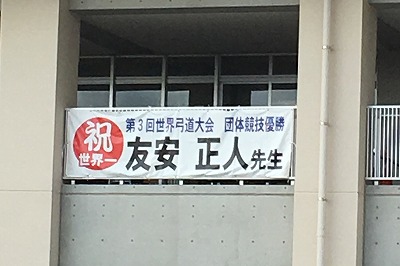 祝
世界一
第3回世界弓道大会 団体競技優勝
友安 正人先生